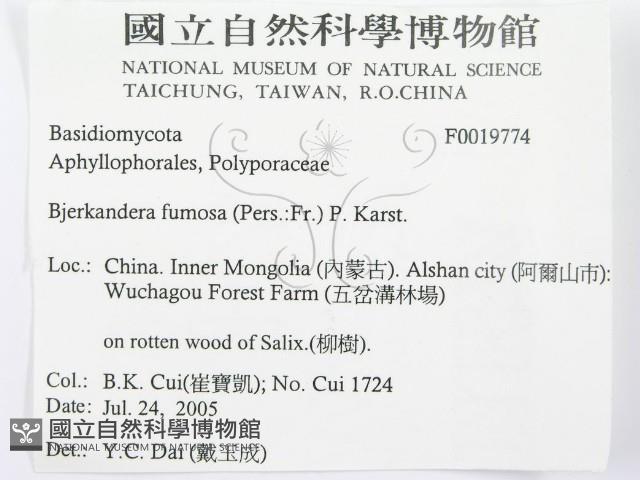 國立自然科學博物館
NATIONAL MUSEUM OF NATURAL SCIENCE
TAICHUNG, TAIWAN, R.O.CHINA
Basidiomycota F0019774
Aphyllophorales, Polyporaceae
Bjerkandera fumosa (Pers.:Fr.) P. Karst.
Loc.: China. Inner Mongolia (內蒙古). Alshan city (阿爾山市):
Wuchagou Forest Farm (五岔溝林場)
on rotten wood of Salix.(柳樹).
Col.: B.K. Cui(崔寶凱); No. Cui 1724
Date: Jul. 24, 2005
國立自然科學博物館
NATIONAL MUSEUM OF NATURAL SCIENCE
Det.: Y.C. Dai (戴玉成)